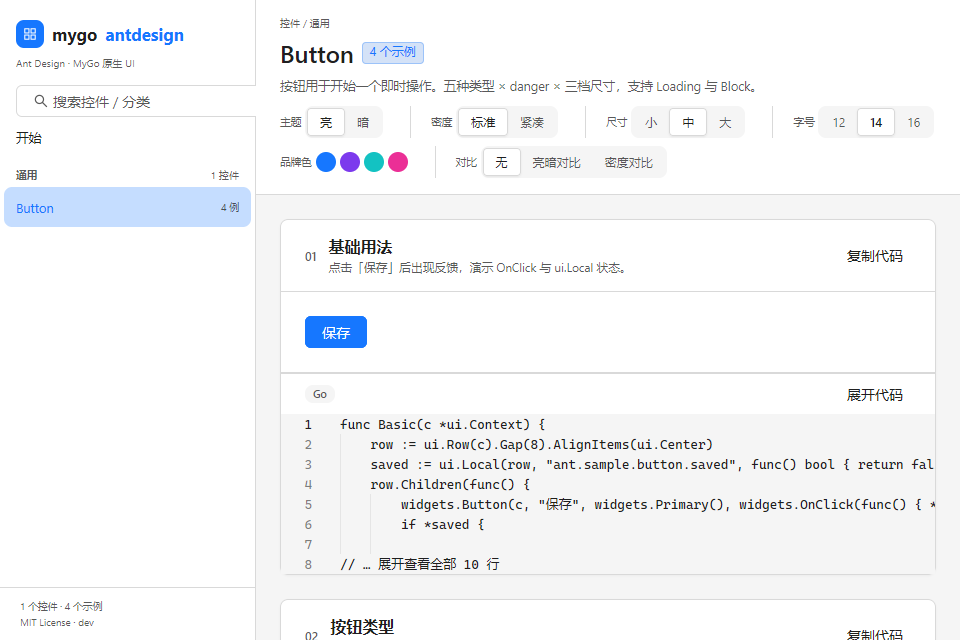 mygo antdesign
Ant Design · MyGo 原生 UI
搜索控件 / 分类
开始
通用 1 控件
Button 4 例
1 个控件 · 4 个示例
MIT License · dev
控件 / 通用
Button 4 个示例
按钮用于开始一个即时操作。五种类型 × danger × 三档尺寸，支持 Loading 与 Block。
主题 亮 暗 密度 标准 紧凑 尺寸 小 中 大 字号 12 14 16
品牌色 对比 无 亮暗对比 密度对比
01 基础用法 复制代码
点击「保存」后出现反馈，演示 OnClick 与 ui.Local 状态。
保存
Go 展开代码
1 func Basic(c *ui.Context) {
2 row := ui.Row(c).Gap(8).AlignItems(ui.Center)
3 saved := ui.Local(row, "ant.sample.button.saved", func() bool { return fal
4 row.Children(func() {
5 widgets.Button(c, "保存", widgets.Primary(), widgets.OnClick(func() { *
6 if *saved {
7
8 // … 展开查看全部 10 行
02 按钮类型 复制代码